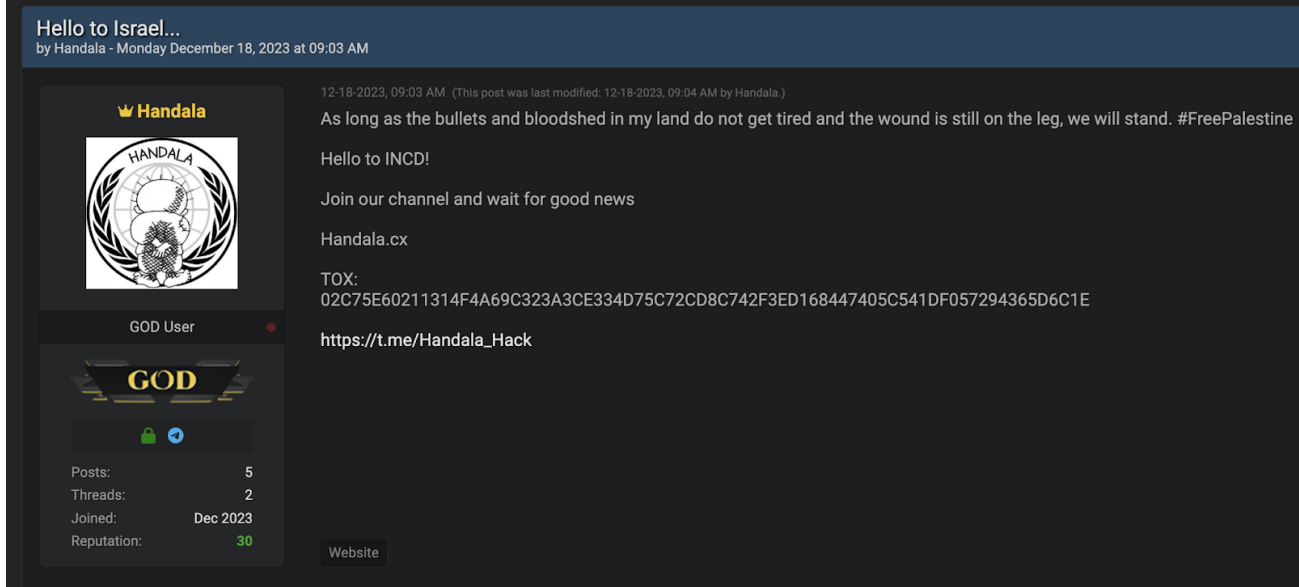 Hello to Israel...
by Handala - Monday December 18, 2023 at 09:03 AM
Handala
HANDALA
GOD User
GOD
Posts: 5
Threads: 2
Joined: Dec 2023
Reputation: 30
12-18-2023, 09:03 AM (This post was last modified: 12-18-2023, 09:04 AM by Handala.)
As long as the bullets and bloodshed in my land do not get tired and the wound is still on the leg, we will stand. #FreePalestine
Hello to INCD!
Join our channel and wait for good news
Handala.cx
TOX:
02C75E60211314F4A69C323A3CE334D75C72CD8C742F3ED168447405C541DF057294365D6C1E
https://t.me/Handala_Hack
Website